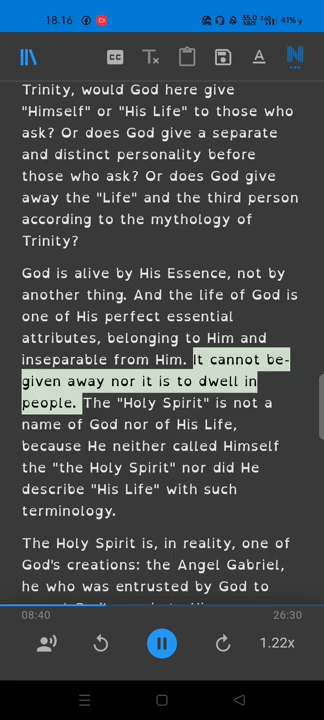 18.16
55.0
KB/S
41%
CC
A
N
Trinity, would God here give
"Himself" or "His Life" to those who
ask? Or does God give a separate
and distinct personality before
those who ask? Or does God give
away the "Life" and the third person
according to the mythology of
Trinity?
God is alive by His Essence, not by
another thing. And the life of God is
one of His perfect essential
attributes, belonging to Him and
inseparable from Him. It cannot be-
given away nor it is to dwell in
people. The "Holy Spirit" is not a
name of God nor of His Life,
because He neither called Himself
the "the Holy Spirit" nor did He
describe "His Life" with such
terminology.
The Holy Spirit is, in reality, one of
God's creations: the Angel Gabriel,
he who was entrusted by God to
08:40
26:30
1.22x